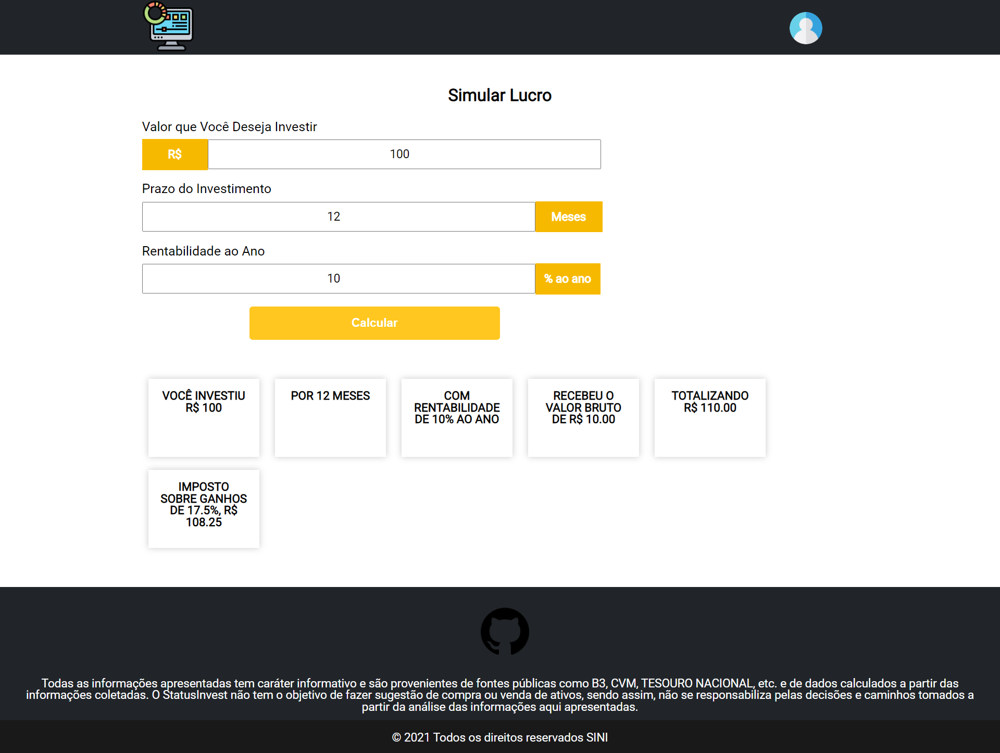 Simular Lucro
Valor que Você Deseja Investir
R$ 100
Prazo do Investimento
12 Meses
Rentabilidade ao Ano
10 % ao ano
Calcular
VOCÊ INVESTIU
R$ 100
POR 12 MESES
COM
RENTABILIDADE
DE 10% AO ANO
RECEBEU O
VALOR BRUTO
DE R$ 10.00
TOTALIZANDO
R$ 110.00
IMPOSTO
SOBRE GANHOS
DE 17.5%, R$
108.25
Todas as informações apresentadas tem caráter informativo e são provenientes de fontes públicas como B3, CVM, TESOURO NACIONAL, etc. e de dados calculados a partir das
informações coletadas. O StatusInvest não tem o objetivo de fazer sugestão de compra ou venda de ativos, sendo assim, não se responsabiliza pelas decisões e caminhos tomados a
partir da análise das informações aqui apresentadas.
© 2021 Todos os direitos reservados SINI